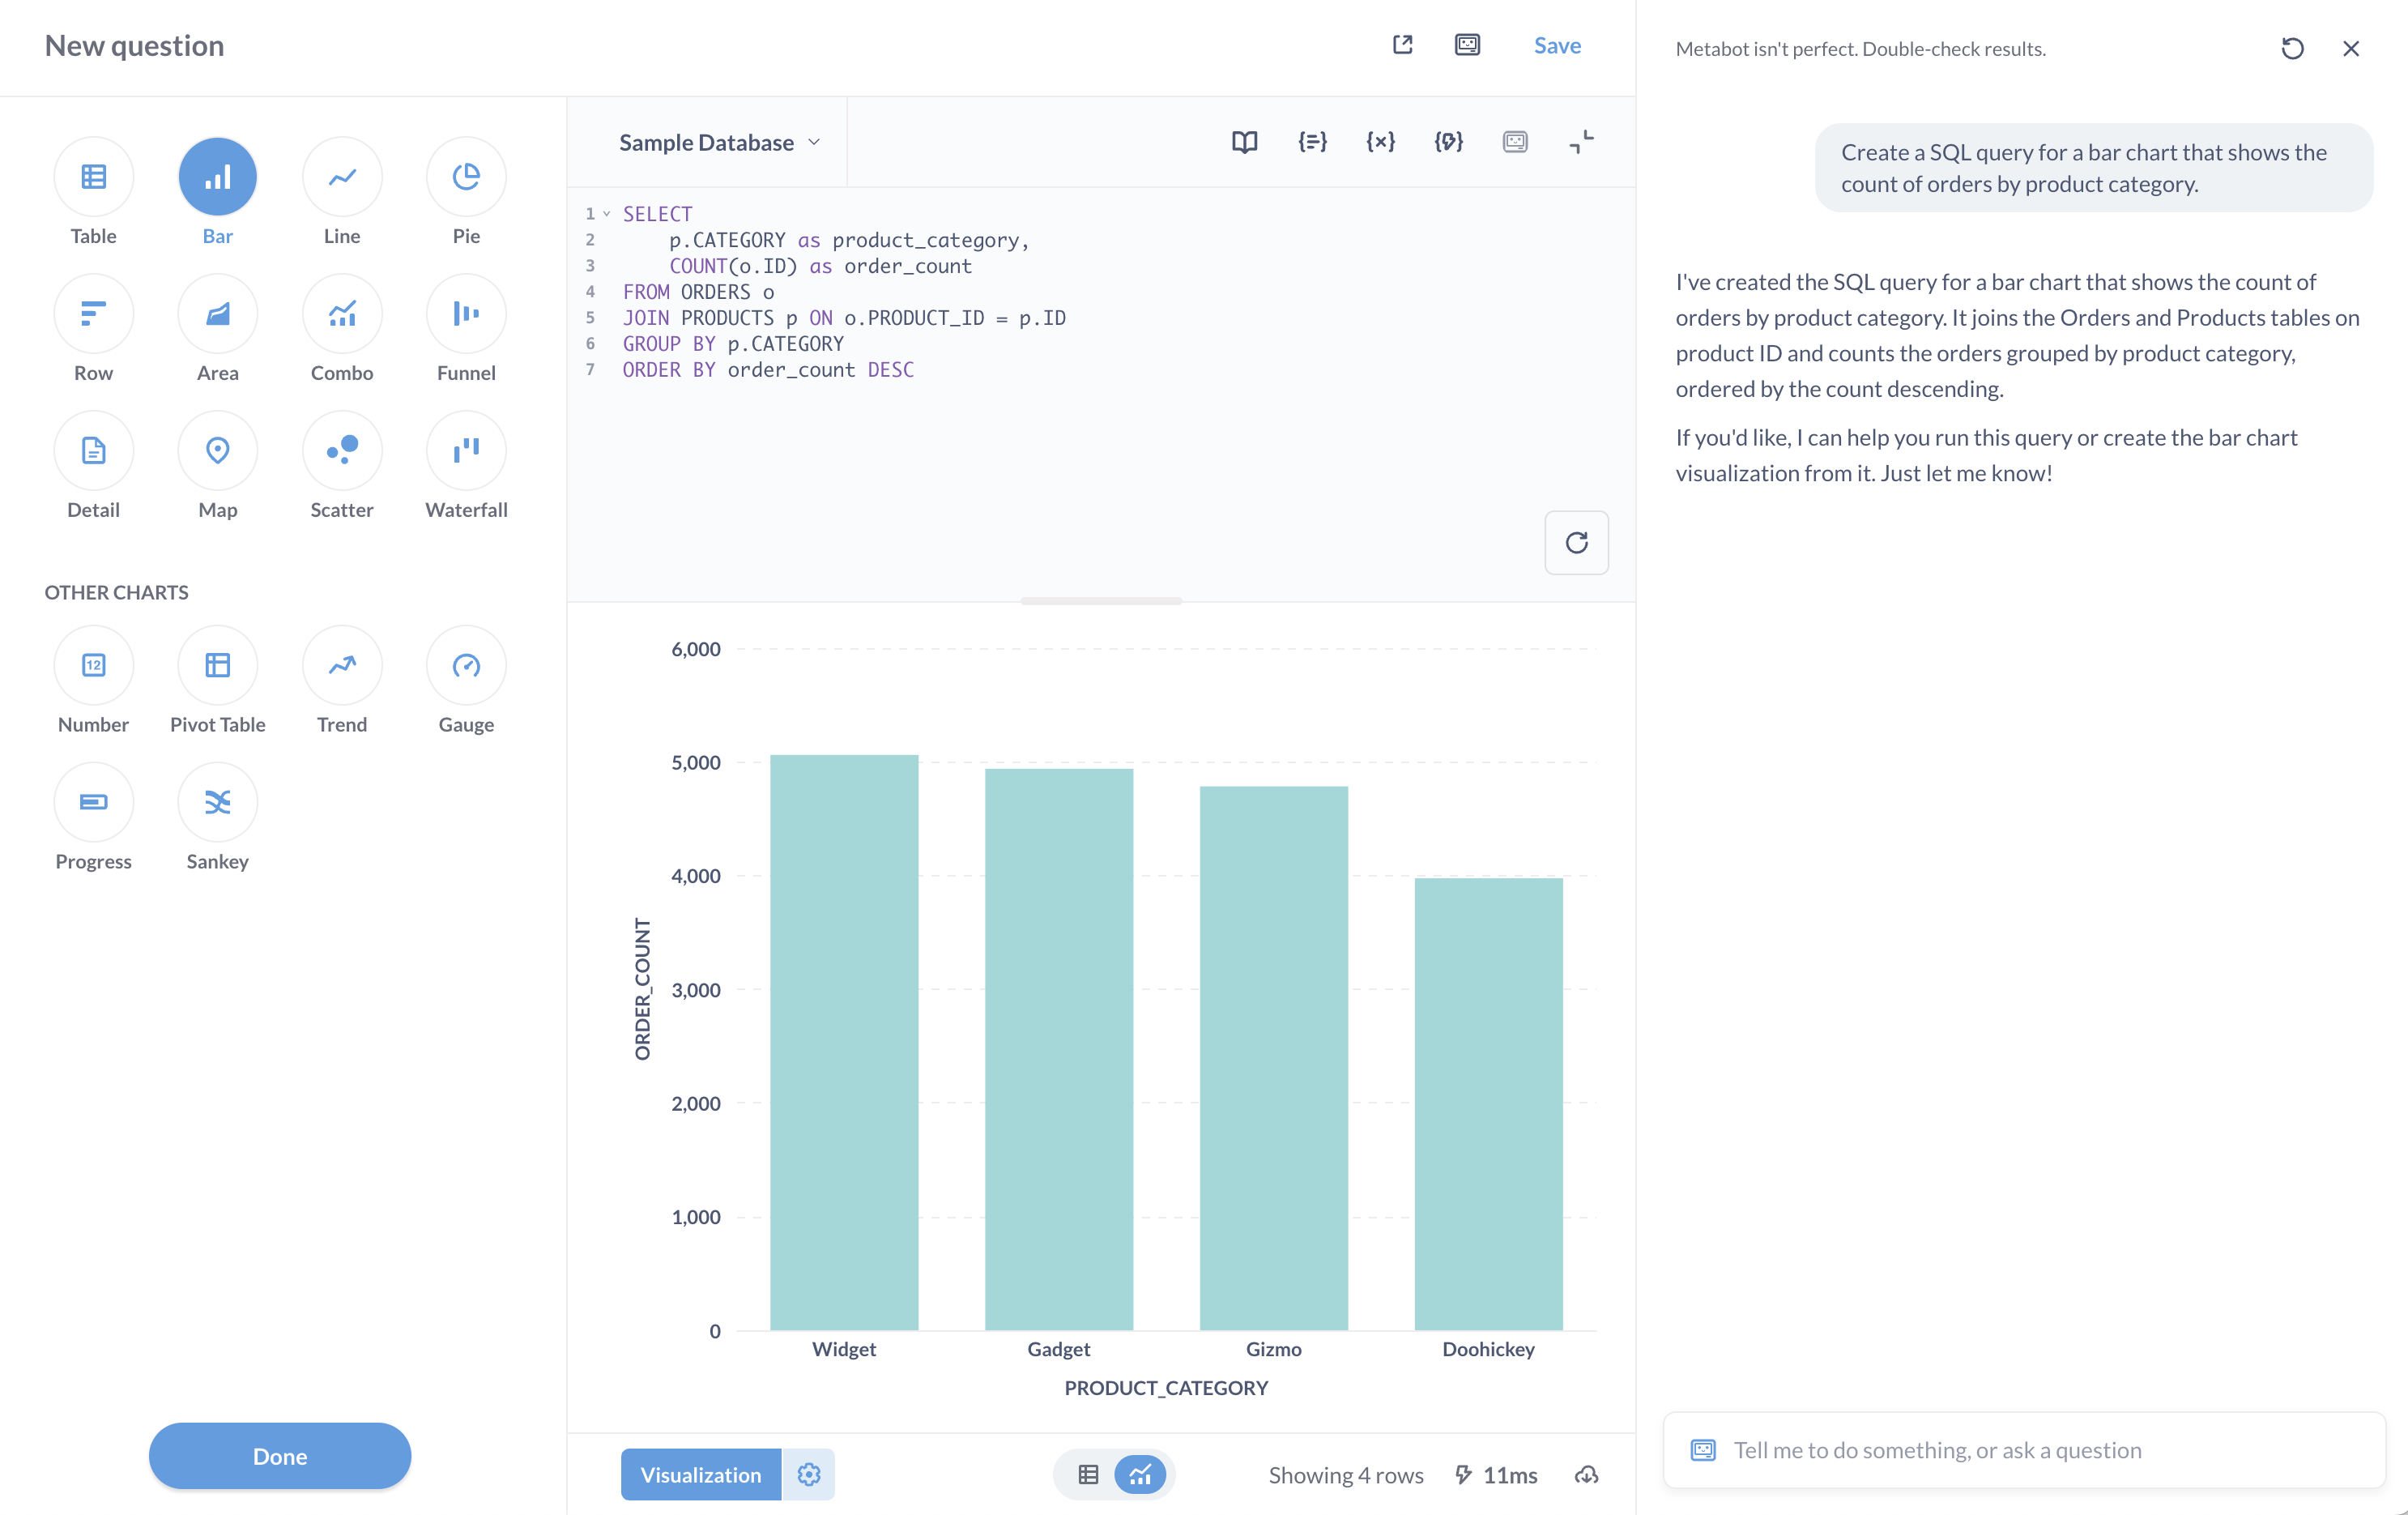 New question
Save
Metabot isn't perfect. Double-check results.
Table
Bar
Line
Pie
Row
Area
Combo
Funnel
Detail
Map
Scatter
Waterfall
OTHER CHARTS
12
Number
Pivot Table
Trend
Gauge
Progress
Sankey
Done
Sample Database
1 SELECT
2 p.CATEGORY as product_category,
3 COUNT(o.ID) as order_count
4 FROM ORDERS o
5 JOIN PRODUCTS p ON o.PRODUCT_ID = p.ID
6 GROUP BY p.CATEGORY
7 ORDER BY order_count DESC
6,000
5,000
4,000
3,000
2,000
1,000
0
ORDER_COUNT
Widget
Gadget
Gizmo
Doohickey
PRODUCT_CATEGORY
Visualization
Showing 4 rows
11ms
Create a SQL query for a bar chart that shows the
count of orders by product category.
I've created the SQL query for a bar chart that shows the count of
orders by product category. It joins the Orders and Products tables on
product ID and counts the orders grouped by product category,
ordered by the count descending.
If you'd like, I can help you run this query or create the bar chart
visualization from it. Just let me know!
Tell me to do something, or ask a question